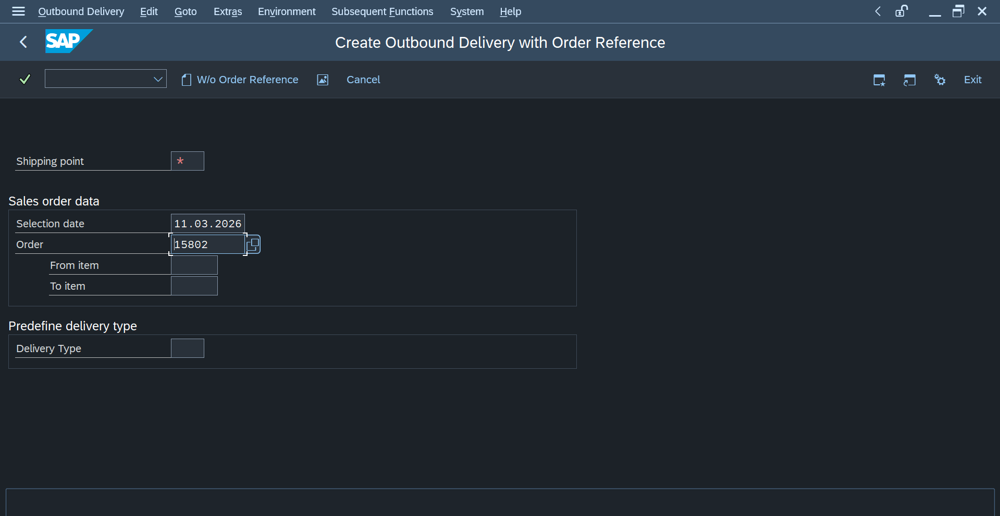 Outbound Delivery Edit Goto Extras Environment Subsequent Functions System Help
SAP Create Outbound Delivery with Order Reference
W/o Order Reference Cancel Exit
Shipping point *
Sales order data
Selection date 11.03.2026
Order 15802
From item
To item
Predefine delivery type
Delivery Type